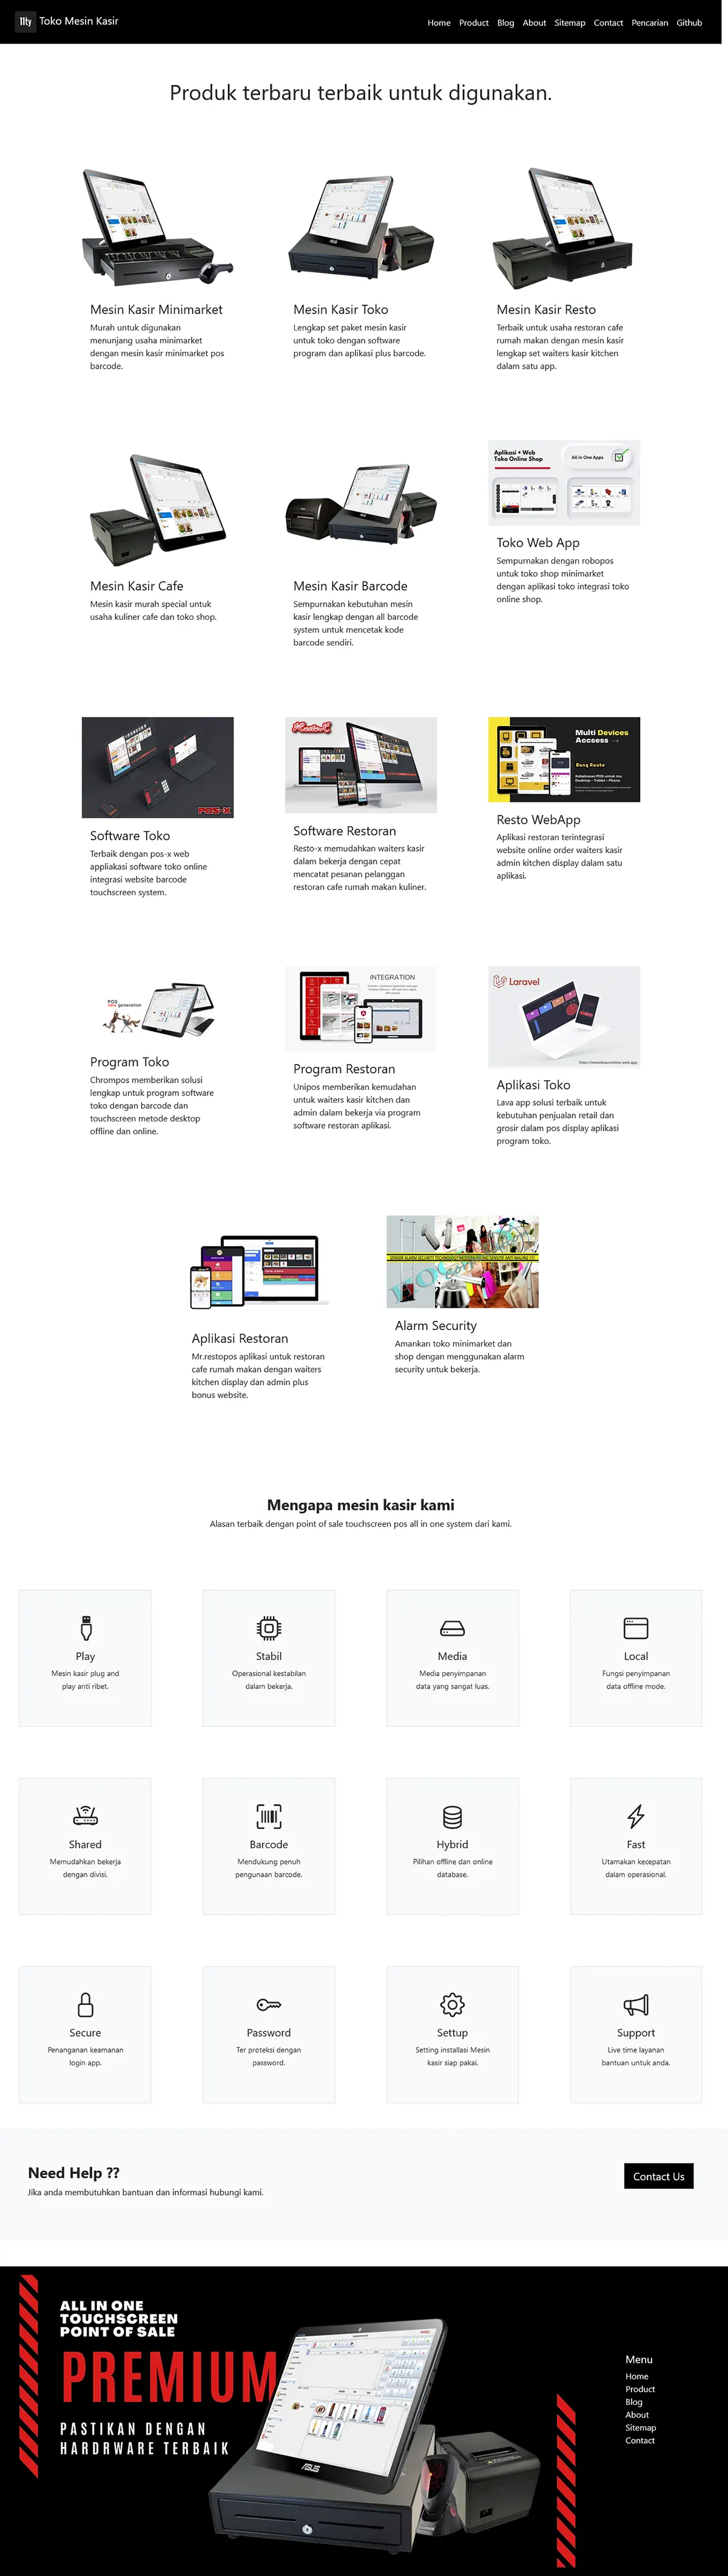 11ty Toko Mesin Kasir
Home Product Blog About Sitemap Contact Pencarian Github
Produk terbaru terbaik untuk digunakan.
Mesin Kasir Minimarket
Murah untuk digunakan
menunjang usaha minimarket
dengan mesin kasir minimarket pos
barcode.
Mesin Kasir Toko
Lengkap set paket mesin kasir
untuk toko dengan software
program dan aplikasi plus barcode.
Mesin Kasir Resto
Terbaik untuk usaha restoran cafe
rumah makan dengan mesin kasir
lengkap set waiters kasir kitchen
dalam satu app.
Mesin Kasir Cafe
Mesin kasir murah special untuk
usaha kuliner cafe dan toko shop.
Mesin Kasir Barcode
Sempurnakan kebutuhan mesin
kasir lengkap dengan all barcode
system untuk mencetak kode
barcode sendiri.
Aplikasi + Web
Toko Online Shop
All in One Apps
Toko Web App
Sempurnakan dengan robopos
untuk toko shop minimarket
dengan aplikasi toko integrasi toko
online shop.
POS-X
Software Toko
Terbaik dengan pos-x web
appliakasi software toko online
integrasi website barcode
touchscreen system.
Software Restoran
Resto-x memudahkan waiters kasir
dalam bekerja dengan cepat
mencatat pesanan pelanggan
restoran cafe rumah makan kuliner.
Multi Devices
Accsess →
Bang Resto
Kebebasan POS untuk mu
Desktop - Tablet - Phone.
Resto WebApp
Aplikasi restoran terintegrasi
website online order waiters kasir
admin kitchen display dalam satu
aplikasi.
POS
new generation
Program Toko
Chrompos memberikan solusi
lengkap untuk program software
toko dengan barcode dan
touchscreen metode desktop
offline dan online.
INTEGRATION
Program Restoran
Unipos memberikan kemudahan
untuk waiters kasir kitchen dan
admin dalam bekerja via program
software restoran aplikasi.
Laravel
https://mesinkasironline.web.app
Aplikasi Toko
Lava app solusi terbaik untuk
kebutuhan penjualan retail dan
grosir dalam pos display aplikasi
program toko.
Aplikasi Restoran
Mr.restopos aplikasi untuk restoran
cafe rumah makan dengan waiters
kitchen display dan admin plus
bonus website.
Alarm Security
Amankan toko minimarket dan
shop dengan menggunakan alarm
security untuk bekerja.
Mengapa mesin kasir kami
Alasan terbaik dengan point of sale touchscreen pos all in one system dari kami.
Play
Mesin kasir plug and
play anti ribet.
Stabil
Operasional kestabilan
dalam bekerja.
Media
Media penyimpanan
data yang sangat luas.
Local
Fungsi penyimpanan
data offline mode.
Shared
Memudahkan bekerja
dengan divisi.
Barcode
Mendukung penuh
pengunaan barcode.
Hybrid
Pilihan offline dan online
database.
Fast
Utamakan kecepatan
dalam operasional.
Secure
Penanganan keamanan
login app.
Password
Ter proteksi dengan
password.
Settup
Setting installasi Mesin
kasir siap pakai.
Support
Live time layanan
bantuan untuk anda.
Need Help ??
Jika anda membutuhkan bantuan dan informasi hubungi kami.
Contact Us
ALL IN ONE
TOUCHSCREEN
POINT OF SALE
PREMIUM
PASTIKAN DENGAN
HARDRWARE TERBAIK
ASUS
Menu
Home
Product
Blog
About
Sitemap
Contact